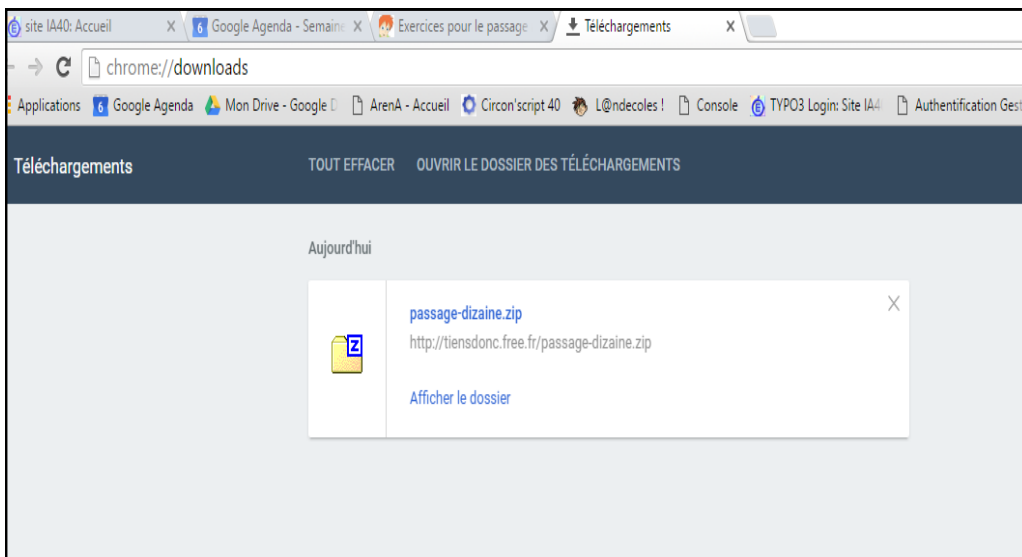 site IA40: Accueil
6 Google Agenda - Semaine
Exercices pour le passage
Téléchargements
chrome://downloads
Applications
6 Google Agenda
Mon Drive - Google D
ArenA - Accueil
Circon'script 40
L@ndecoles !
Console
TYPO3 Login: Site IA4
Authentification Gest
Téléchargements
TOUT EFFACER
OUVRIR LE DOSSIER DES TÉLÉCHARGEMENTS
Aujourd'hui
Z
passage-dizaine.zip
http://tiensdonc.free.fr/passage-dizaine.zip
Afficher le dossier